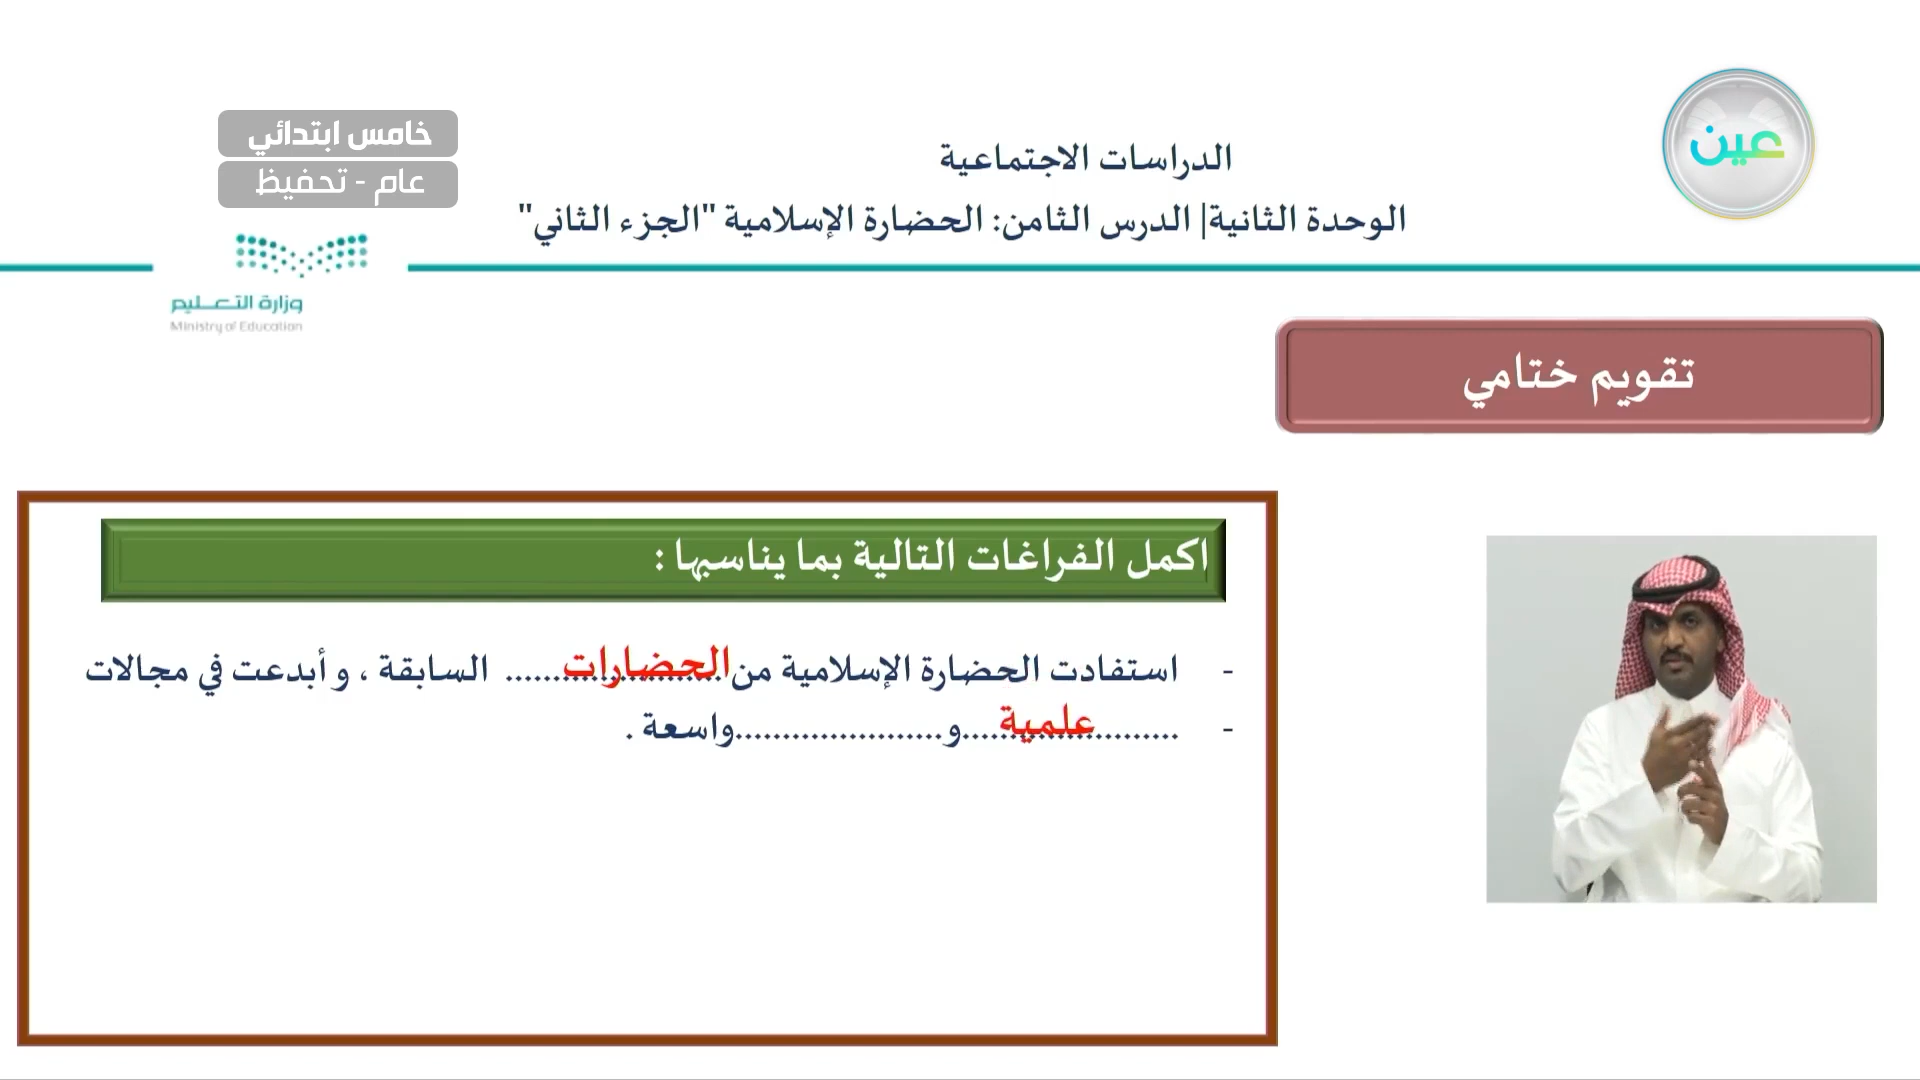 عين
خامس ابتدائي
عام - تحفيظ
الدراسات الاجتماعية
الوحدة الثانية| الدرس الثامن: الحضارة الإسلامية "الجزء الثاني"
وزارة التعليم
Ministry of Education
تقويم ختامي
اكمل الفراغات التالية بما يناسبها :
- استفادت الحضارة الإسلامية من الحضارات ...... السابقة ، و أبدعت في مجالات
- .......علمية....و......................واسعة .